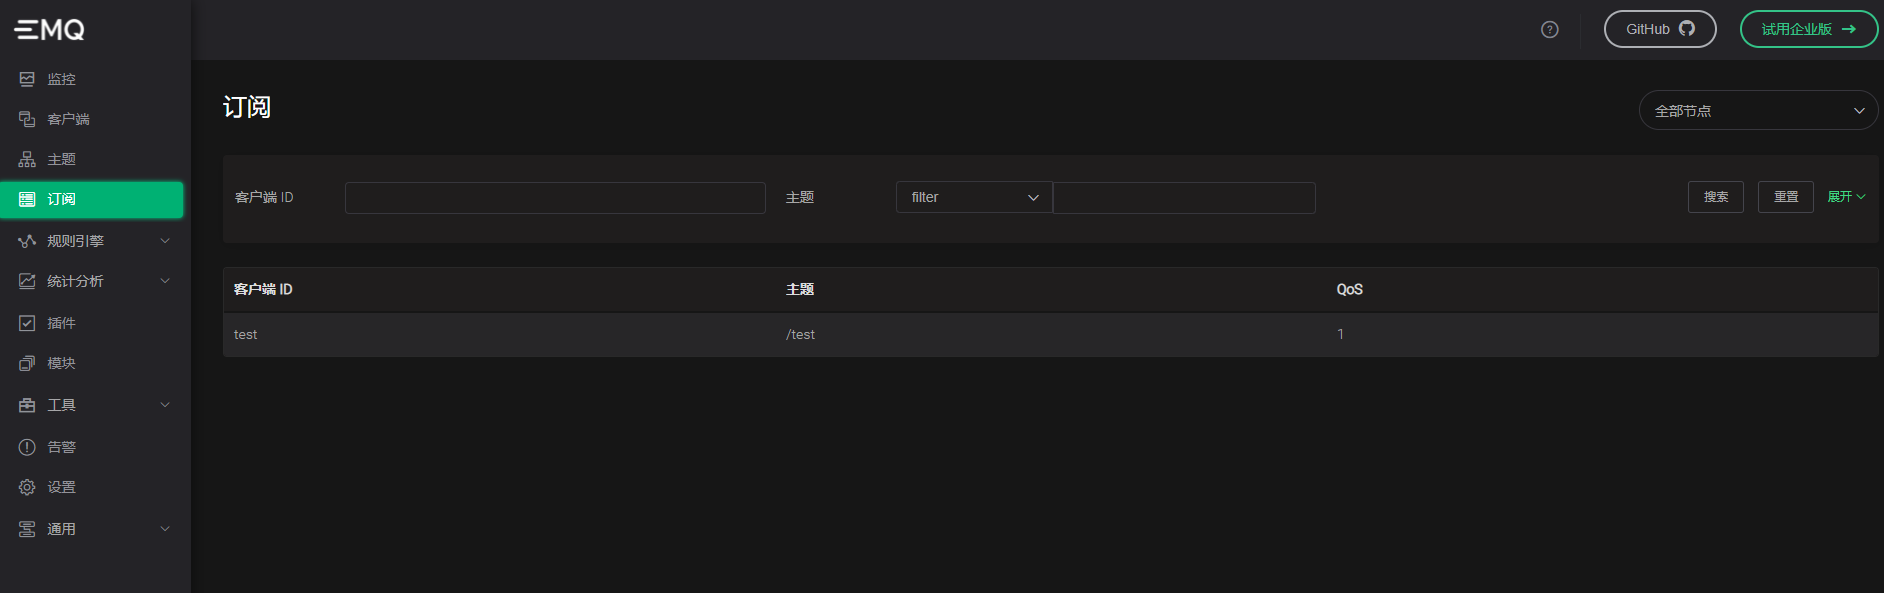 EMQ
监控
客户端
主题
订阅
规则引擎
统计分析
插件
模块
工具
告警
设置
通用
GitHub
试用企业版
订阅
全部节点
客户端 ID 主题 filter 搜索 重置 展开
客户端 ID 主题 QoS
test /test 1